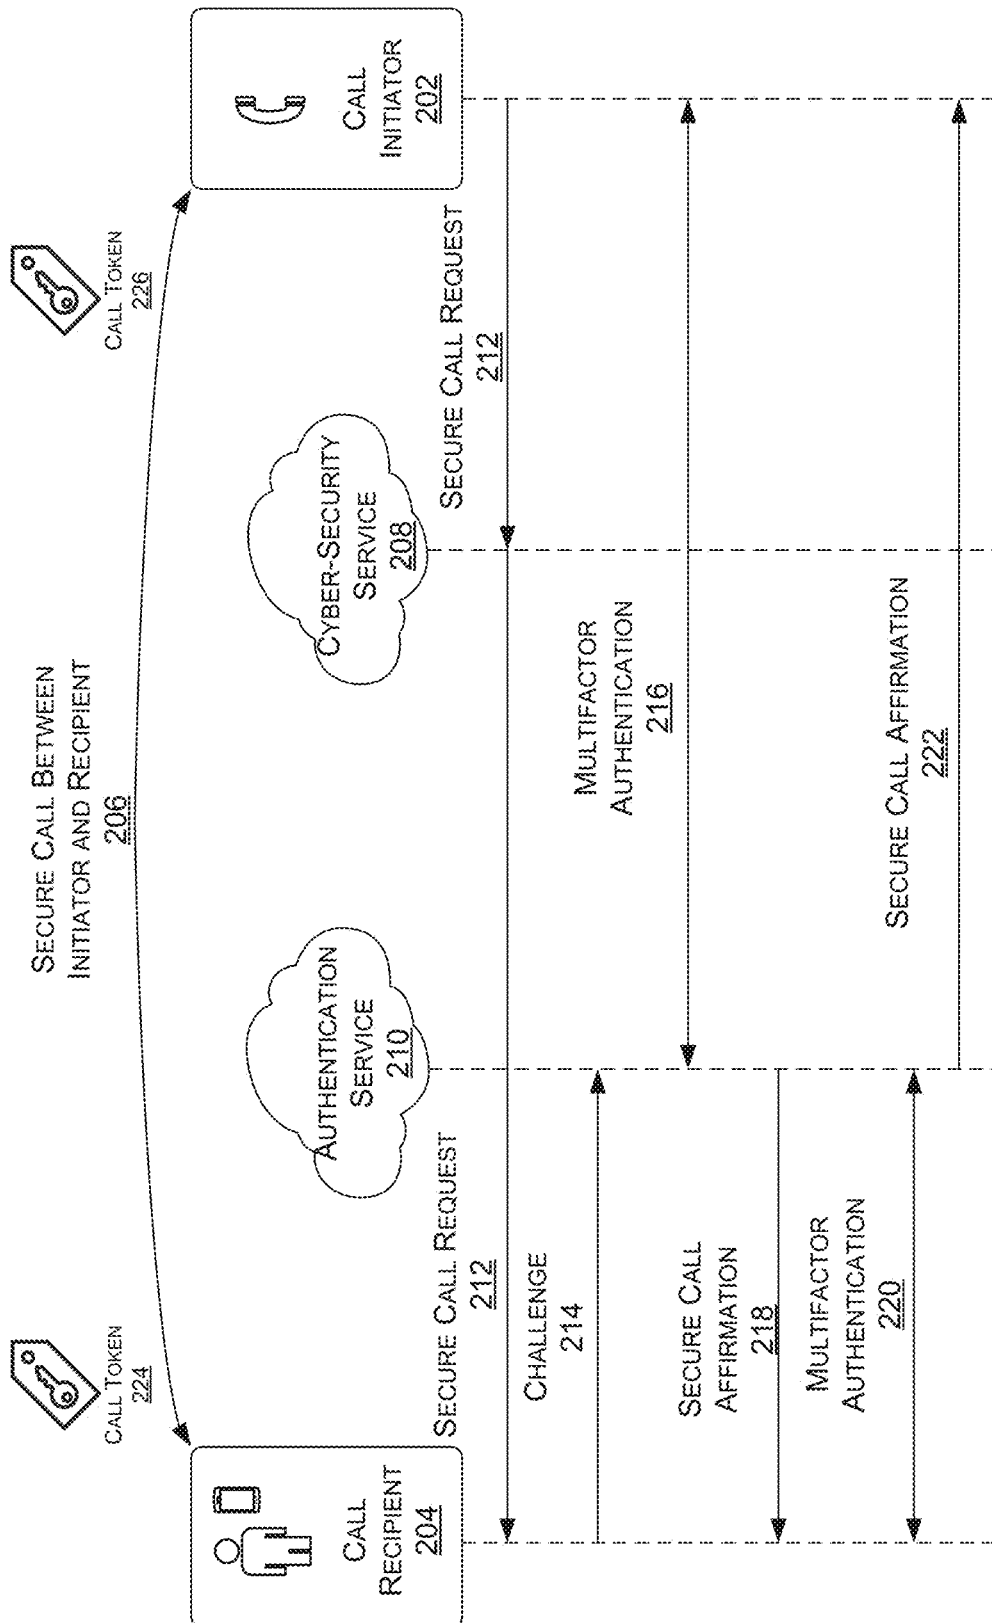 SECURE CALL BETWEEN
INITIATOR AND RECIPIENT
206
CALL TOKEN
224
CALL TOKEN
226
CALL
RECIPIENT
204
AUTHENTICATION
SERVICE
210
CYBER-SECURITY
SERVICE
208
CALL
INITIATOR
202
SECURE CALL REQUEST
212
SECURE CALL REQUEST
212
CHALLENGE
214
MULTIFACTOR
AUTHENTICATION
216
SECURE CALL
AFFIRMATION
218
MULTIFACTOR
AUTHENTICATION
220
SECURE CALL AFFIRMATION
222